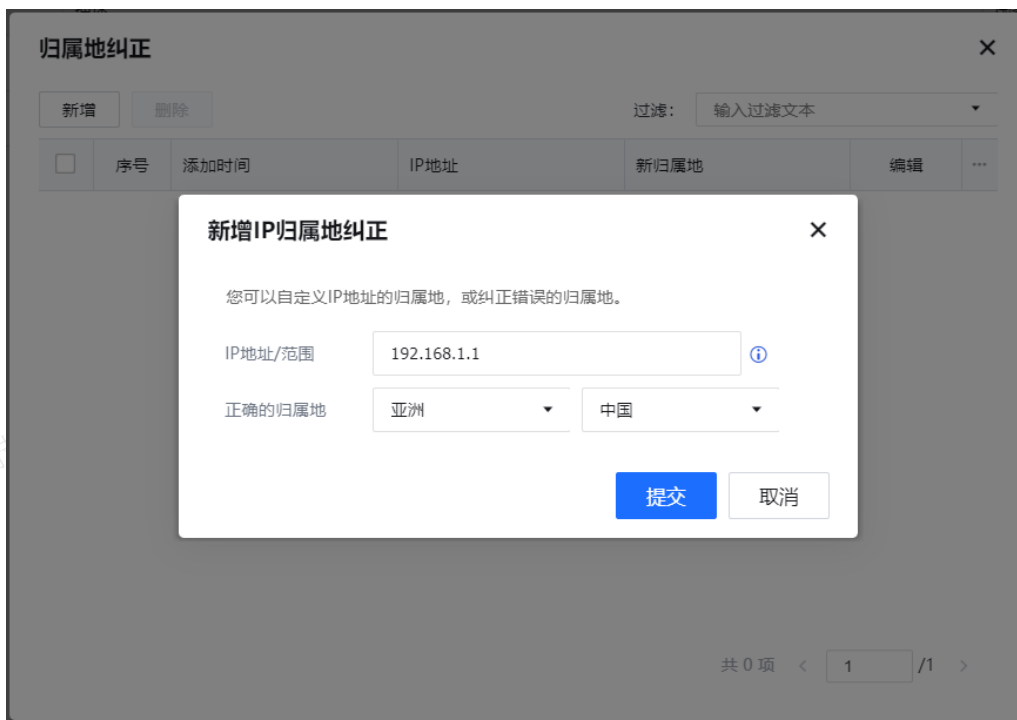 归属地纠正
新增 删除 过滤： 输入过滤文本
序号 添加时间 IP地址 新归属地 编辑 ···
新增IP归属地纠正
您可以自定义IP地址的归属地，或纠正错误的归属地。
IP地址/范围 192.168.1.1
正确的归属地 亚洲 中国
提交 取消
共 0 项 < 1 /1 >